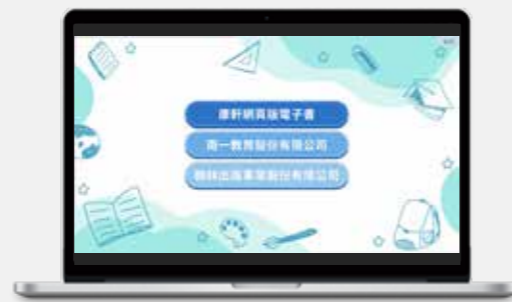 康軒網頁版電子書
南一教育股份有限公司
翰林出版事業股份有限公司